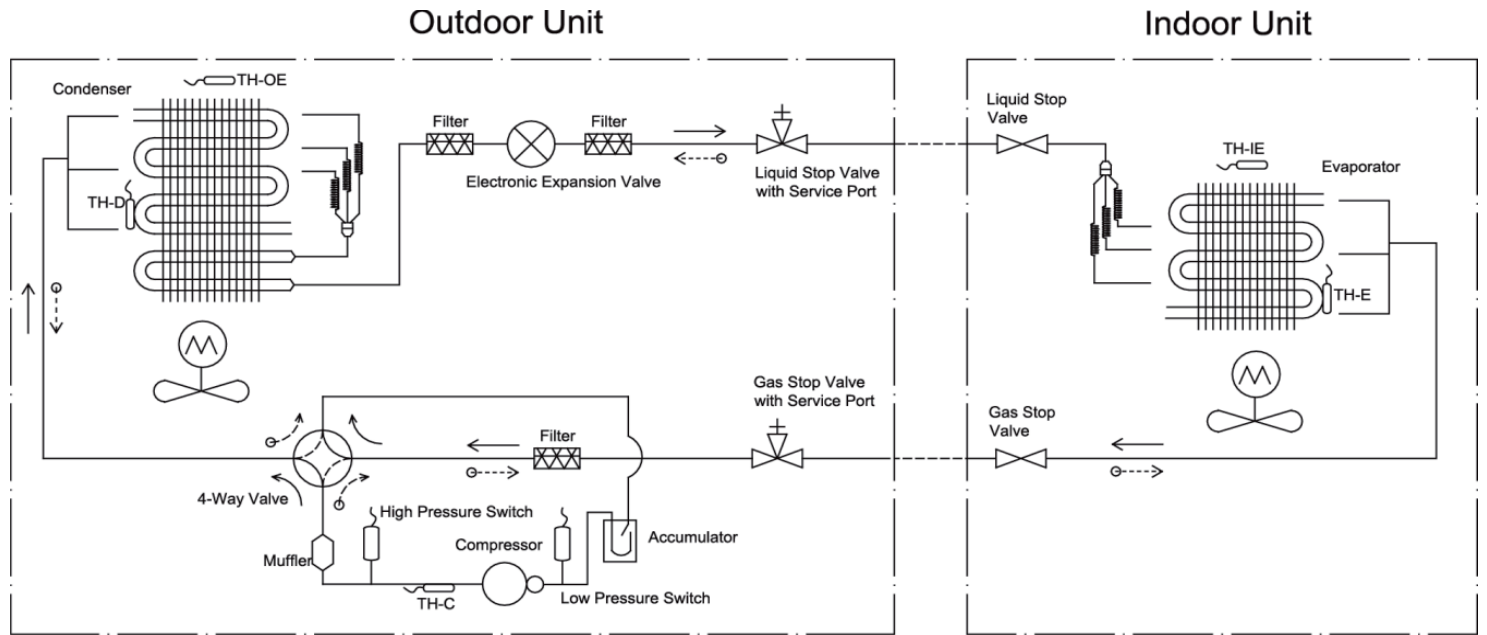 Outdoor Unit
Indoor Unit
TH-OE
Condenser
Filter
Filter
Liquid Stop
Valve
TH-IE
Evaporator
Electronic Expansion Valve
Liquid Stop Valve
with Service Port
TH-D
TH-E
Gas Stop Valve
with Service Port
Gas Stop
Valve
Filter
4-Way Valve
High Pressure Switch
Compressor
Accumulator
Muffler
TH-C
Low Pressure Switch